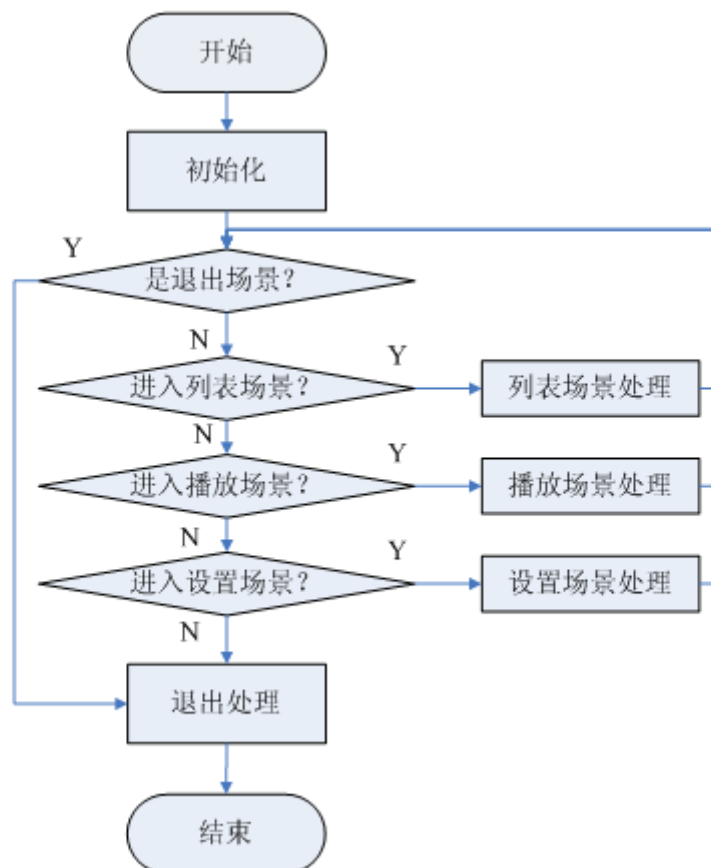 开始
初始化
Y
是退出场景？
N
Y
进入列表场景？
列表场景处理
N
Y
进入播放场景？
播放场景处理
N
Y
进入设置场景？
设置场景处理
N
退出处理
结束